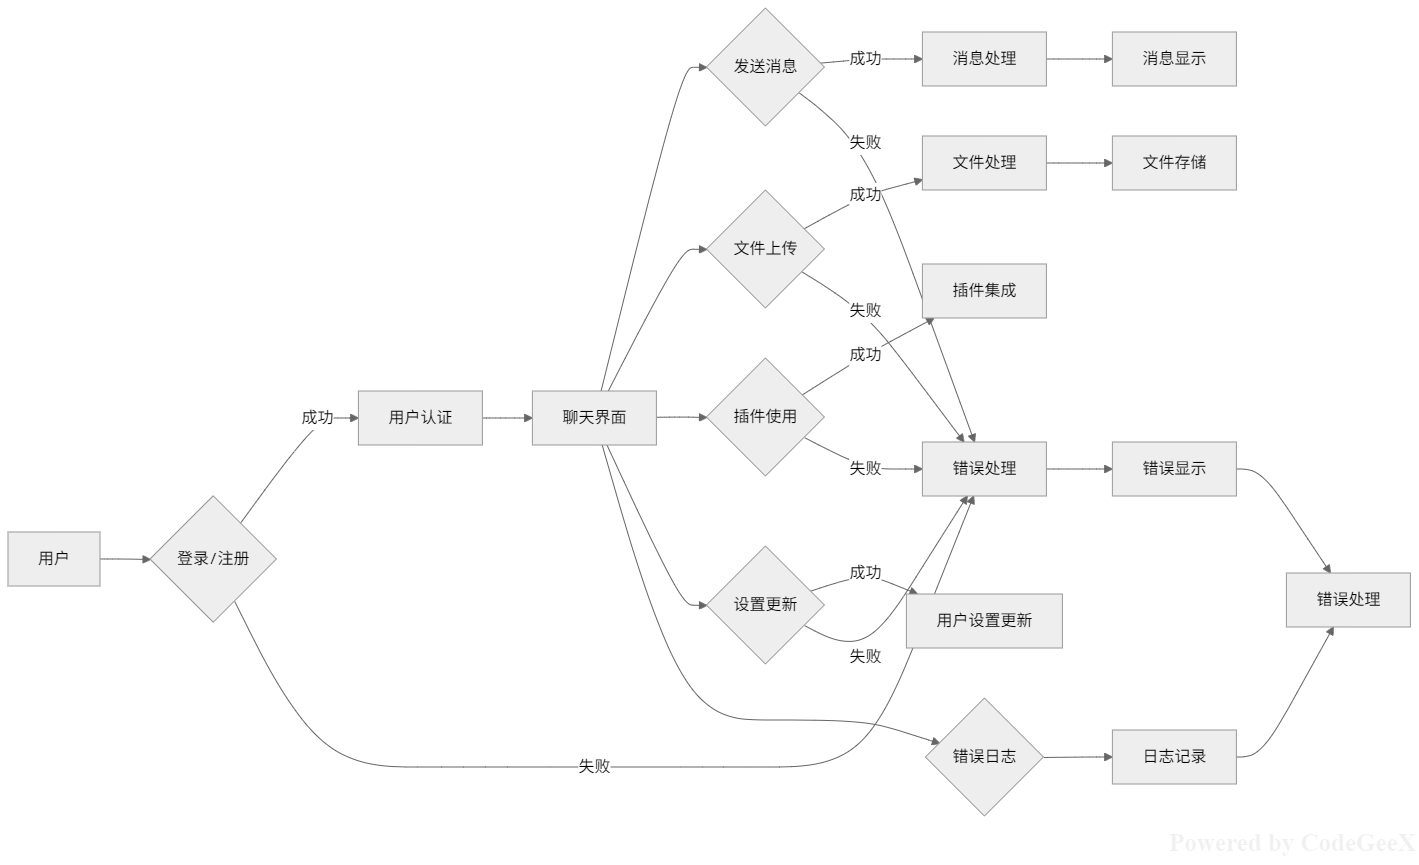 用户
登录/注册
成功
失败
用户认证
聊天界面
发送消息
成功
失败
消息处理
消息显示
文件上传
成功
失败
文件处理
文件存储
插件使用
成功
失败
插件集成
设置更新
成功
失败
用户设置更新
错误处理
错误显示
错误日志
日志记录
错误处理
Powered by CodeGeeX